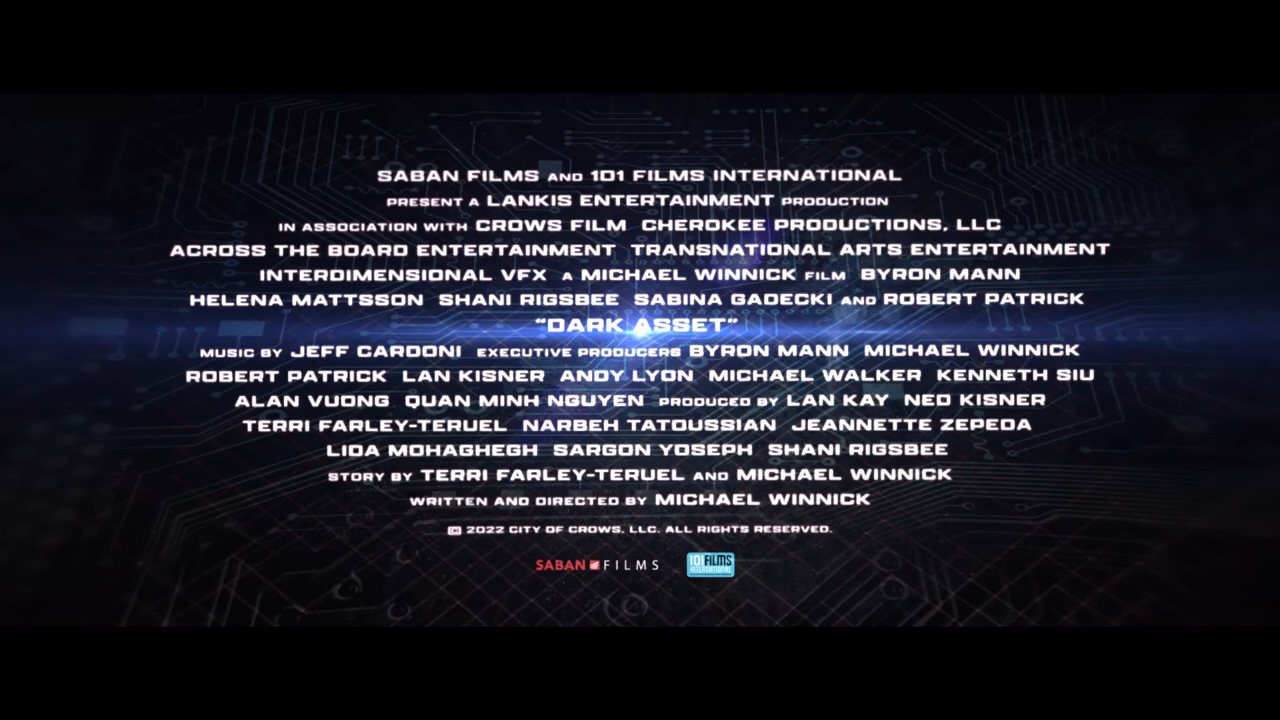 SABAN FILMS AND 101 FILMS INTERNATIONAL
PRESENT A LANKIS ENTERTAINMENT PRODUCTION
IN ASSOCIATION WITH CROWS FILM CHEROKEE PRODUCTIONS, LLC
ACROSS THE BOARD ENTERTAINMENT TRANSNATIONAL ARTS ENTERTAINMENT
INTERDIMENSIONAL VFX A MICHAEL WINNICK FILM BYRON MANN
HELENA MATTSSON SHANI RIGSBEE SABINA GADECKI AND ROBERT PATRICK
"DARK ASSET"
MUSIC BY JEFF CARDONI EXECUTIVE PRODUCERS BYRON MANN MICHAEL WINNICK
ROBERT PATRICK LAN KISNER ANDY LYON MICHAEL WALKER KENNETH SIU
ALAN VUONG QUAN MINH NGUYEN PRODUCED BY LAN KAY NED KISNER
TERRI FARLEY-TERUEL NARBEH TATOUSSIAN JEANNETTE ZEPEDA
LIDA MOHAGHEGH SARGON YOSEPH SHANI RIGSBEE
STORY BY TERRI FARLEY-TERUEL AND MICHAEL WINNICK
WRITTEN AND DIRECTED BY MICHAEL WINNICK
© 2022 CITY OF CROWS, LLC. ALL RIGHTS RESERVED.
SABAN FILMS 101 FILMS INTERNATIONAL